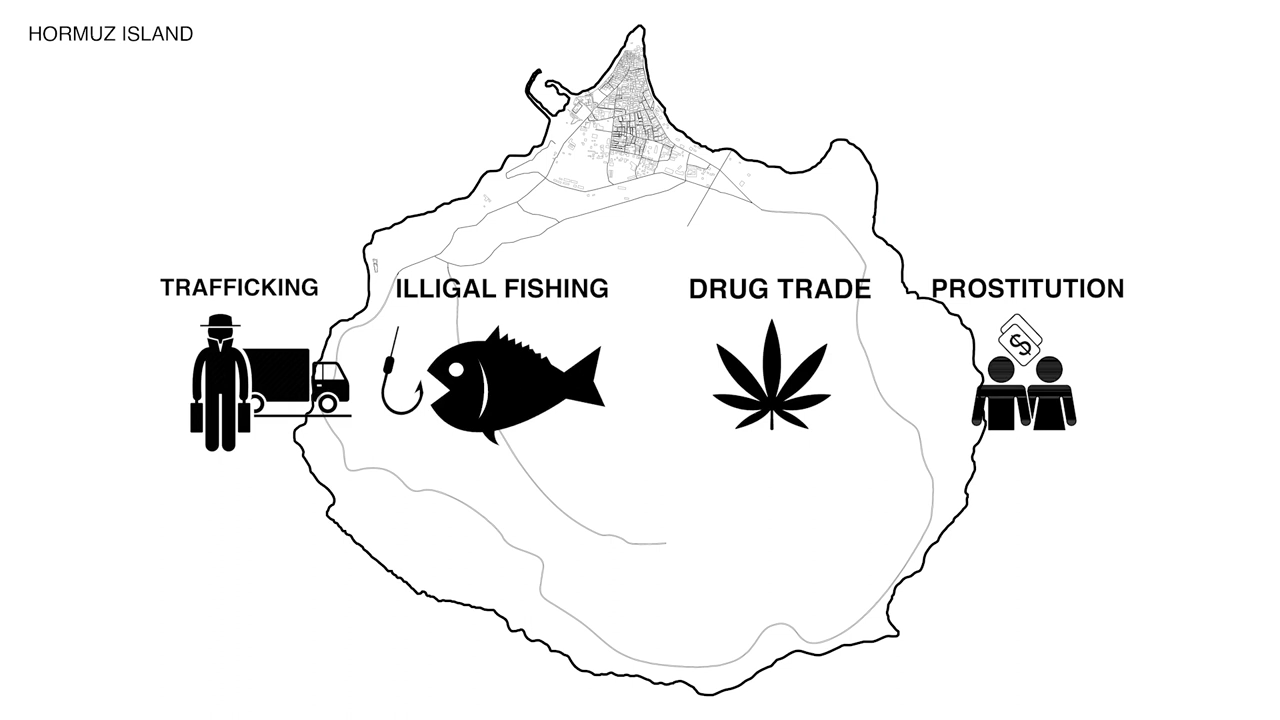 HORMUZ ISLAND
TRAFFICKING
ILLIGAL FISHING
DRUG TRADE
PROSTITUTION
$